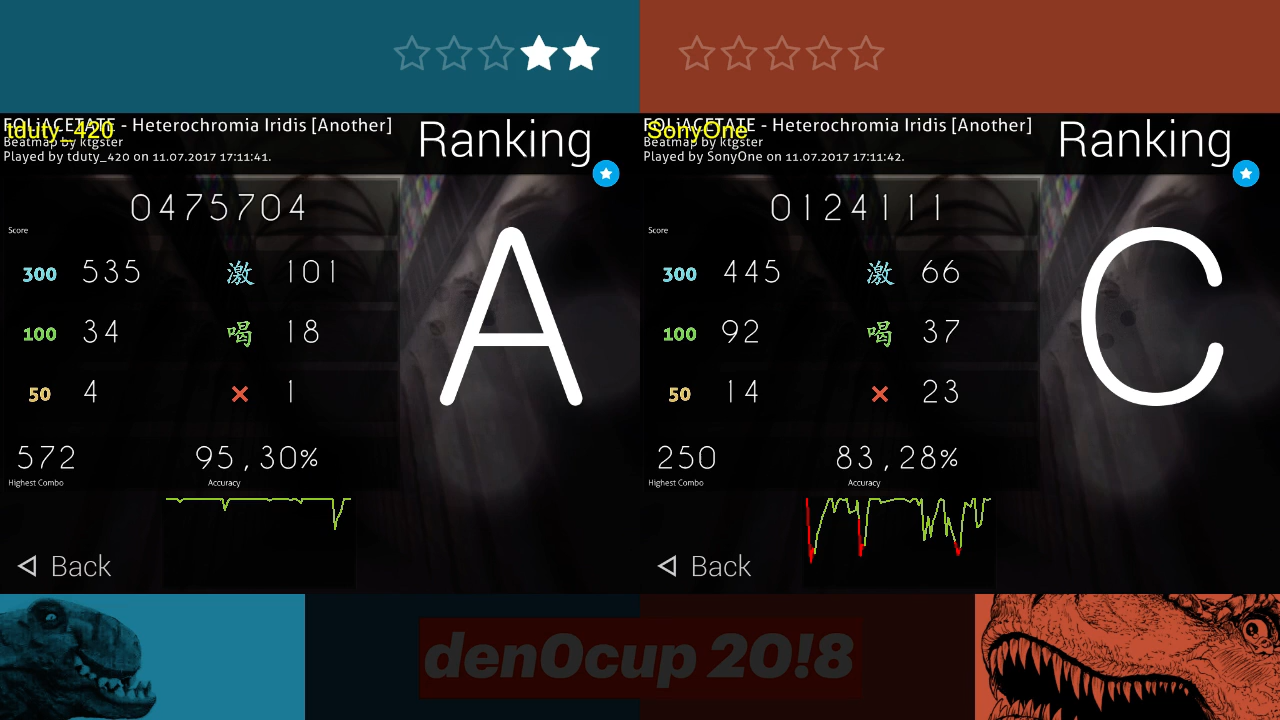 FOLiACETATE - Heterochromia Iridis [Another]
tduty_420
Beatmap by ktgster
Played by tduty_420 on 11.07.2017 17:11:41.
Ranking
0475704
Score
300 535 激 101
100 34 喝 18
50 4 × 1
572 95,30%
Highest Combo Accuracy
A
Back
FOLiACETATE - Heterochromia Iridis [Another]
SonyOne
Beatmap by ktgster
Played by SonyOne on 11.07.2017 17:11:42.
Ranking
0124111
Score
300 445 激 66
100 92 喝 37
50 14 × 23
250 83,28%
Highest Combo Accuracy
C
Back
den0cup 20!8